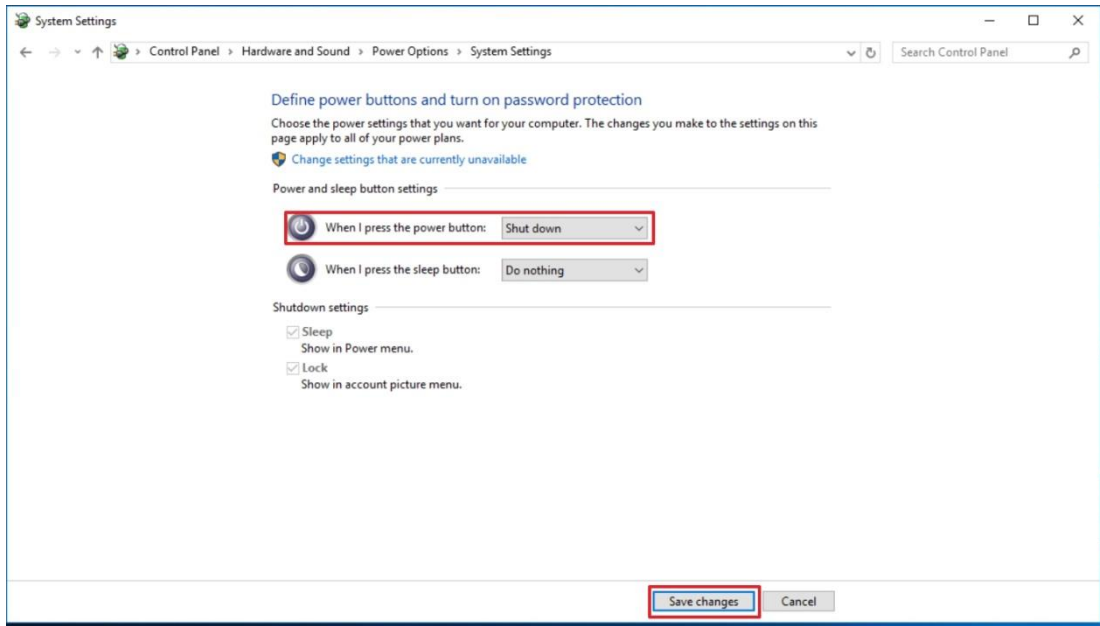 System Settings
Control Panel > Hardware and Sound > Power Options > System Settings
Search Control Panel
Define power buttons and turn on password protection
Choose the power settings that you want for your computer. The changes you make to the settings on this
page apply to all of your power plans.
Change settings that are currently unavailable
Power and sleep button settings
When I press the power button: Shut down
When I press the sleep button: Do nothing
Shutdown settings
Sleep
Show in Power menu.
Lock
Show in account picture menu.
Save changes Cancel